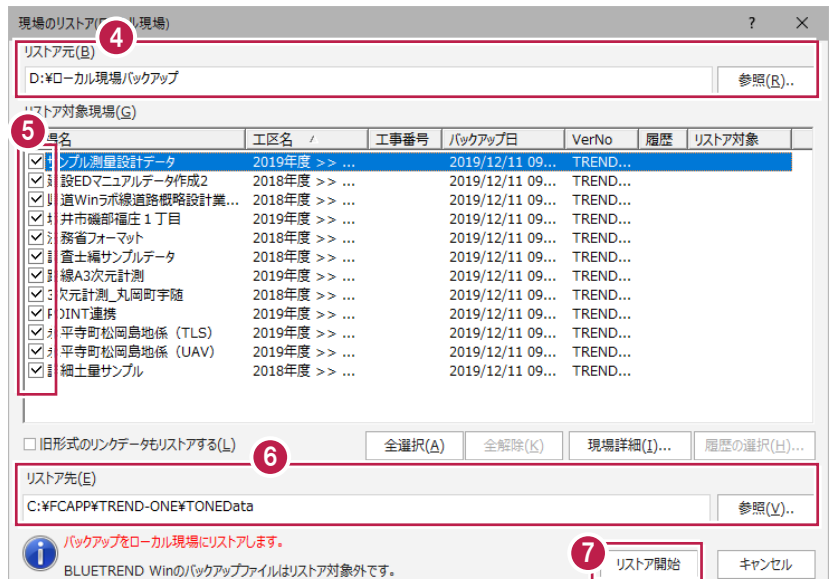 現場のリストア(ローカル現場)
? ×
4
リストア元(B)
D:¥ローカル現場バックアップ
参照(R)..
リストア対象現場(G)
5
現場名 工区名 工事番号 バックアップ日 VerNo 履歴 リストア対象
サンプル測量設計データ 2019年度 >> ... 2019/12/11 09... TREND...
建設EDマニュアルデータ作成2 2018年度 >> ... 2019/12/11 09... TREND...
道Winラボ線道路概略設計業... 2018年度 >> ... 2019/12/11 09... TREND...
井市磯部福庄１丁目 2019年度 >> ... 2019/12/11 09... TREND...
務省フォーマット 2018年度 >> ... 2019/12/11 09... TREND...
査士編サンプルデータ 2018年度 >> ... 2019/12/11 09... TREND...
路線A3次元計測 2019年度 >> ... 2019/12/11 09... TREND...
3次元計測_丸岡町宇随 2018年度 >> ... 2019/12/11 09... TREND...
POINT連携 2019年度 >> ... 2019/12/11 09... TREND...
永平寺町松岡島地係（TLS） 2019年度 >> ... 2019/12/11 09... TREND...
永平寺町松岡島地係（UAV） 2019年度 >> ... 2019/12/11 09... TREND...
詳細土量サンプル 2018年度 >> ... 2019/12/11 09... TREND...
旧形式のリンクデータもリストアする(L)
全選択(A) 全解除(K) 現場詳細(I)... 履歴の選択(H)...
6
リストア先(E)
C:¥FCAPP¥TREND-ONE¥TONEData
参照(V)..
バックアップをローカル現場にリストアします。
BLUETREND Winのバックアップファイルはリストア対象外です。
7
リストア開始
キャンセル